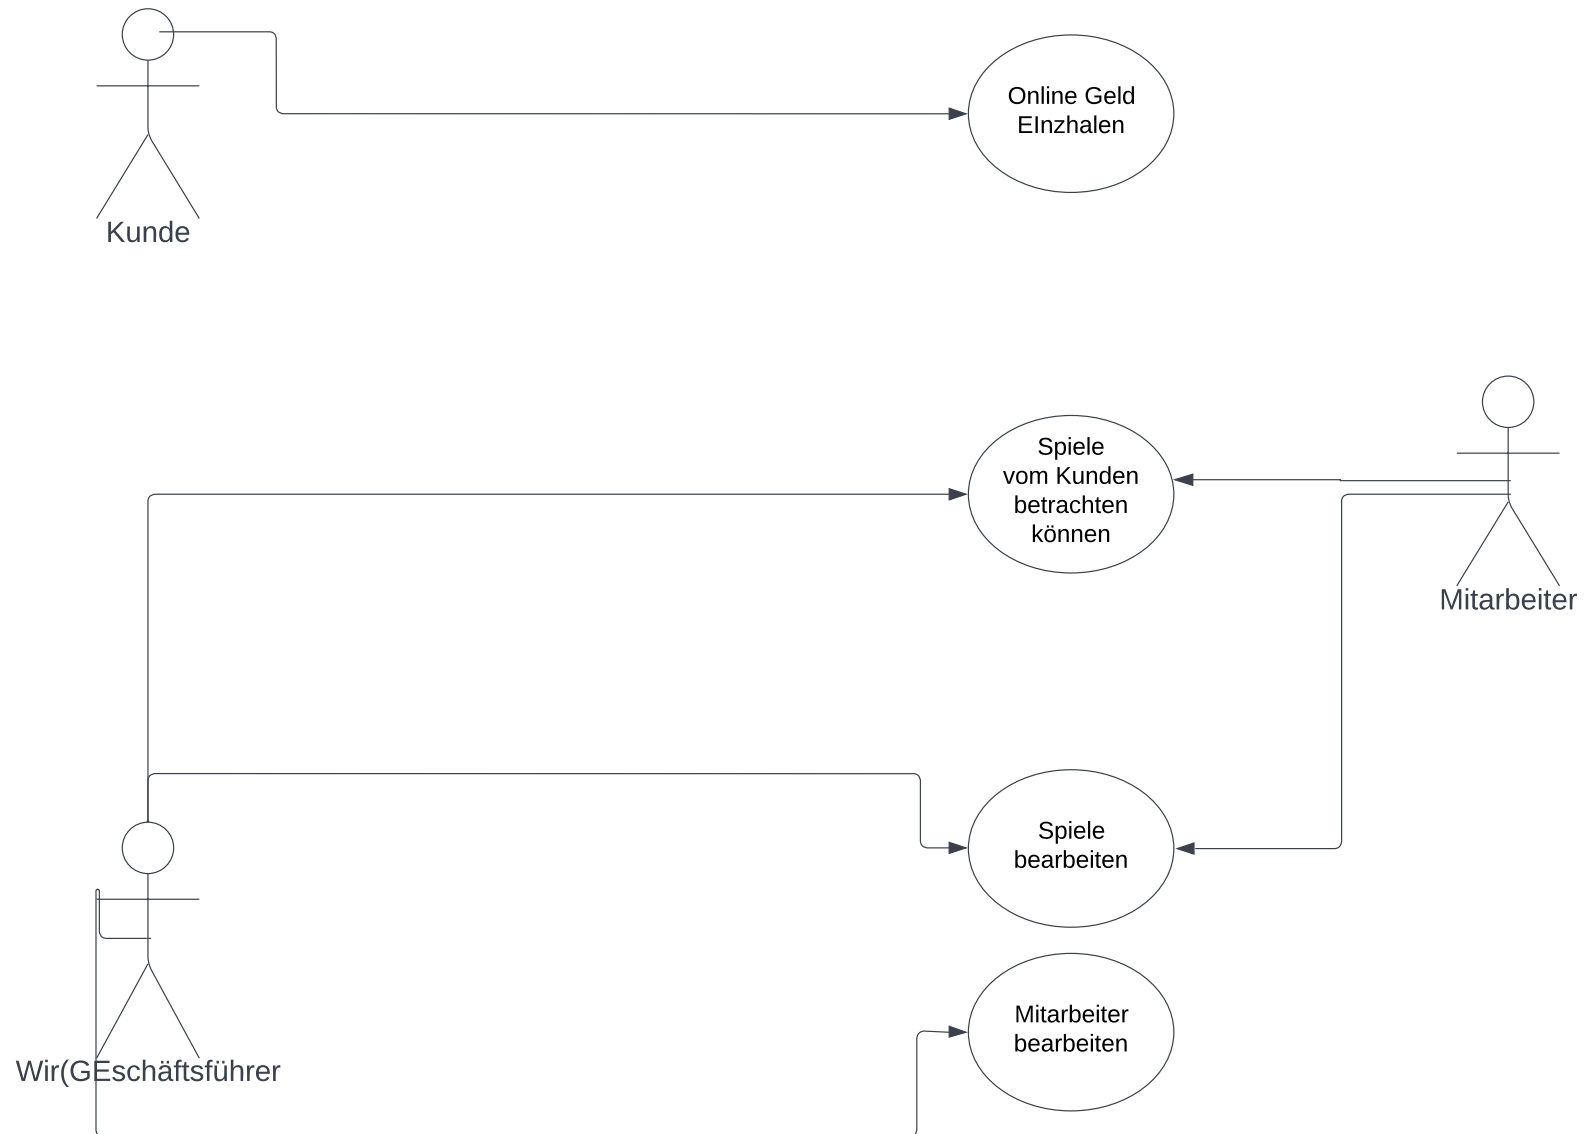 Online Geld
EInzhalen
Kunde
Spiele
vom Kunden
betrachten
können
Mitarbeiter
Spiele
bearbeiten
Mitarbeiter
bearbeiten
Wir(GEschäftsführer